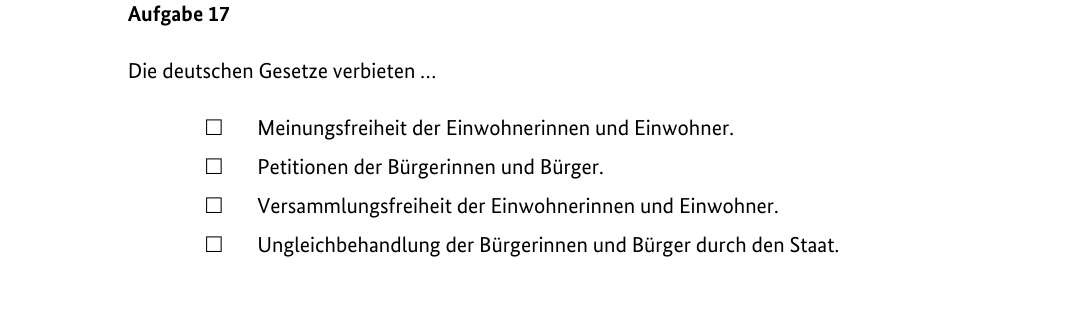 Aufgabe 17
Die deutschen Gesetze verbieten …
☐ Meinungsfreiheit der Einwohnerinnen und Einwohner.
☐ Petitionen der Bürgerinnen und Bürger.
☐ Versammlungsfreiheit der Einwohnerinnen und Einwohner.
☐ Ungleichbehandlung der Bürgerinnen und Bürger durch den Staat.